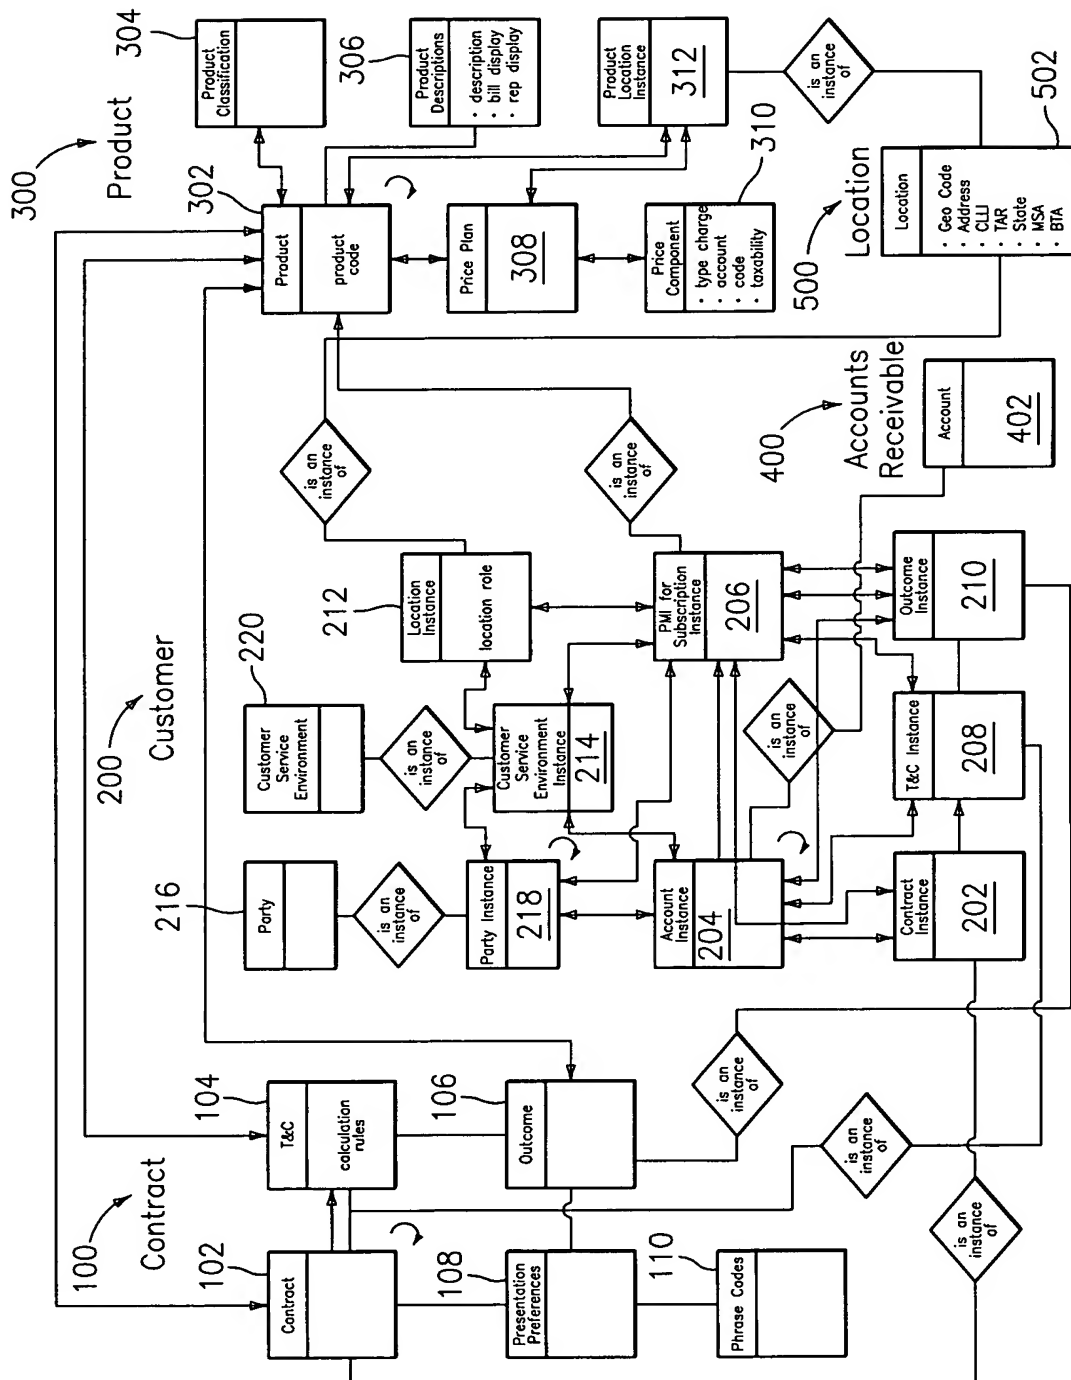 100
Contract
102
Contract
104
T&C
calculation
rules
106
Outcome
108
Presentation
Preferences
110
Phrase Codes
200
Customer
216
Party
220
Customer
Service
Environment
is an
instance
of
is an
instance
of
212
Location
Instance
location role
Party Instance
218
Customer
Service
Environment
Instance
214
Account
Instance
204
PMI for
Subscription
Instance
206
Contract
Instance
202
T&C Instance
208
Outcome
Instance
210
is an
instance
of
is an
instance
of
is an
instance
of
is an
instance
of
is an
instance
of
is an
instance
of
300
Product
302
Product
product
code
304
Product
Classification
306
Product
Descriptions
· description
· bill display
· rep display
Price Plan
308
Price
Component
· type charge
· account
· code
· taxability
310
Product
Location
Instance
312
is an
instance
of
400
Accounts
Receivable
Account
402
500
Location
Location
· Geo Code
· Address
· CLLI
· TAR
· State
· MSA
· BTA
502